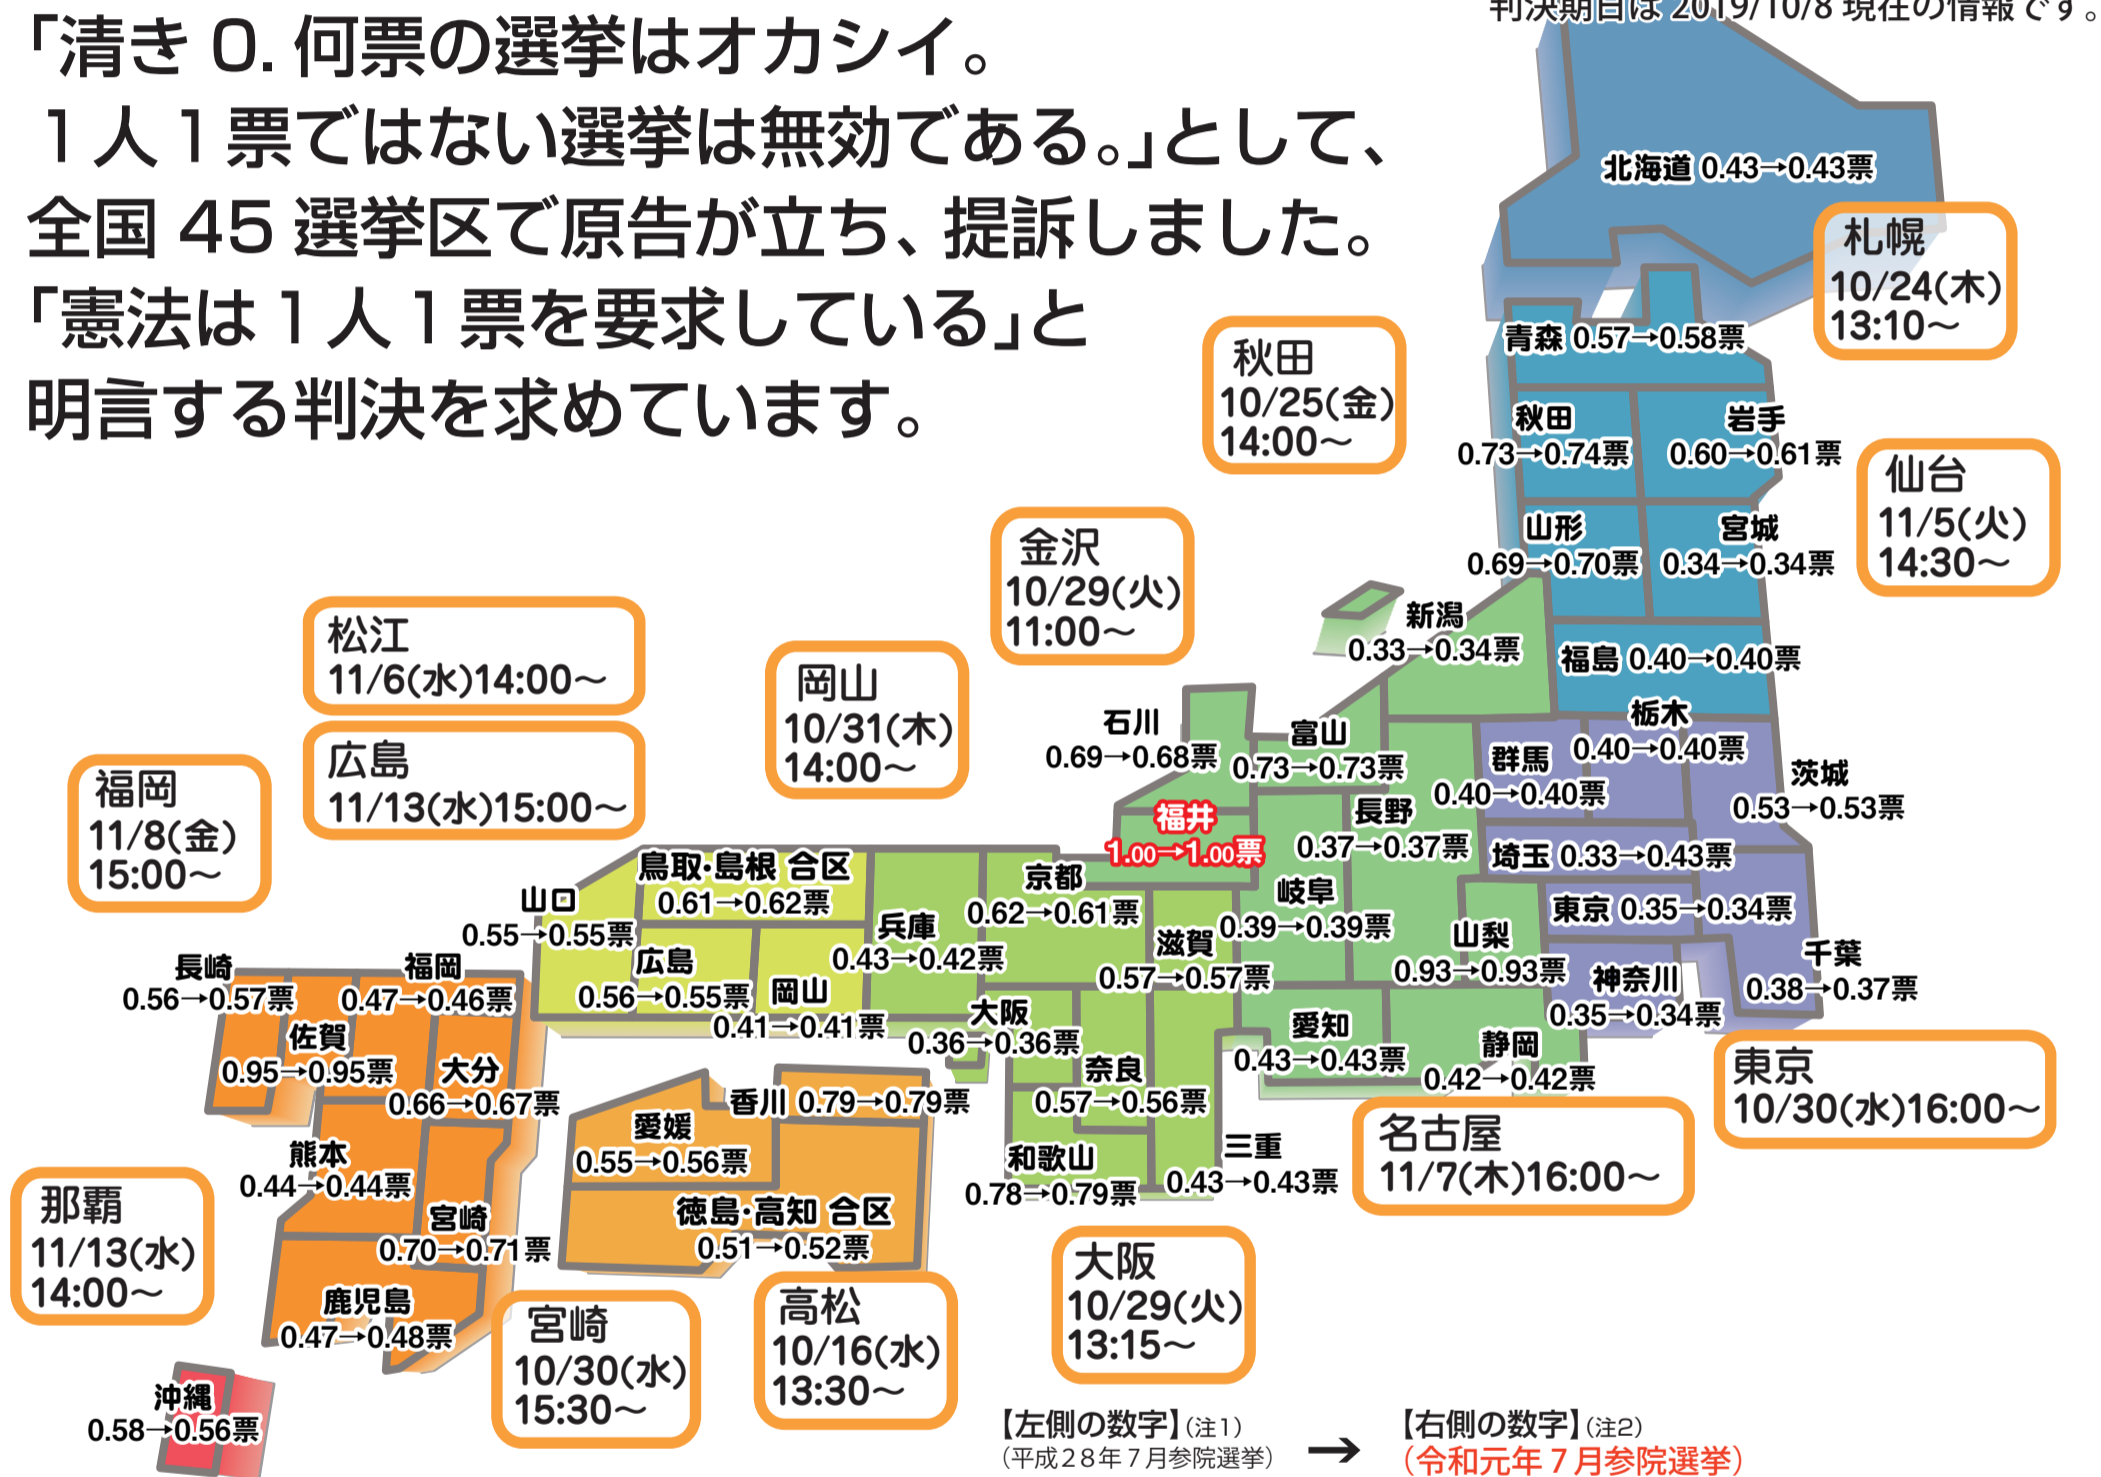 判決期日は 2019/10/8 現在の情報です。
「清き 0. 何票の選挙はオカシイ。
１人１票ではない選挙は無効である。」として、
全国 45 選挙区で原告が立ち、提訴しました。
「憲法は１人１票を要求している」と
明言する判決を求めています。
北海道 0.43→0.43票
札幌
10/24(木)
13:10～
青森 0.57→0.58票
秋田
10/25(金)
14:00～
秋田
0.73→0.74票
岩手
0.60→0.61票
仙台
11/5(火)
14:30～
山形
0.69→0.70票
宮城
0.34→0.34票
金沢
10/29(火)
11:00～
新潟
0.33→0.34票
福島 0.40→0.40票
松江
11/6(水)14:00～
岡山
10/31(木)
14:00～
広島
11/13(水)15:00～
福岡
11/8(金)
15:00～
石川
0.69→0.68票
富山
0.73→0.73票
群馬
0.40→0.40票
栃木
0.40→0.40票
茨城
0.53→0.53票
福井
1.00→1.00票
長野
0.37→0.37票
埼玉 0.33→0.43票
鳥取・島根 合区
0.61→0.62票
山口
0.55→0.55票
京都
0.62→0.61票
岐阜
0.39→0.39票
東京 0.35→0.34票
兵庫
0.43→0.42票
滋賀
0.57→0.57票
山梨
0.93→0.93票
千葉
0.38→0.37票
神奈川
0.35→0.34票
長崎
0.56→0.57票
福岡
0.47→0.46票
広島
0.56→0.55票
岡山
0.41→0.41票
大阪
0.36→0.36票
愛知
0.43→0.43票
静岡
0.42→0.42票
佐賀
0.95→0.95票
大分
0.66→0.67票
奈良
0.57→0.56票
東京
10/30(水)16:00～
香川 0.79→0.79票
愛媛
0.55→0.56票
名古屋
11/7(木)16:00～
熊本
0.44→0.44票
和歌山
0.78→0.79票
三重
0.43→0.43票
那覇
11/13(水)
14:00～
宮崎
0.70→0.71票
徳島・高知 合区
0.51→0.52票
大阪
10/29(火)
13:15～
鹿児島
0.47→0.48票
宮崎
10/30(水)
15:30～
高松
10/16(水)
13:30～
沖縄
0.58→0.56票
【左側の数字】(注1) → 【右側の数字】(注2)
(平成２８年７月参院選挙) (令和元年７月参院選挙)